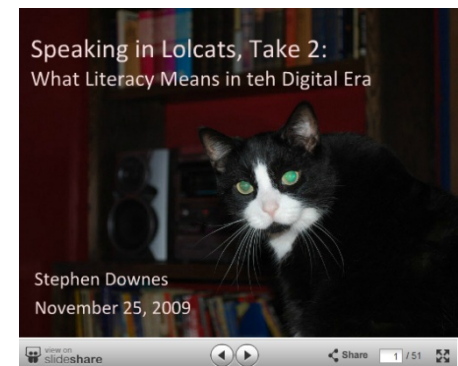 Speaking in Lolcats, Take 2:
What Literacy Means in teh Digital Era
Stephen Downes
November 25, 2009
view on
slideshare
Share
1 / 51